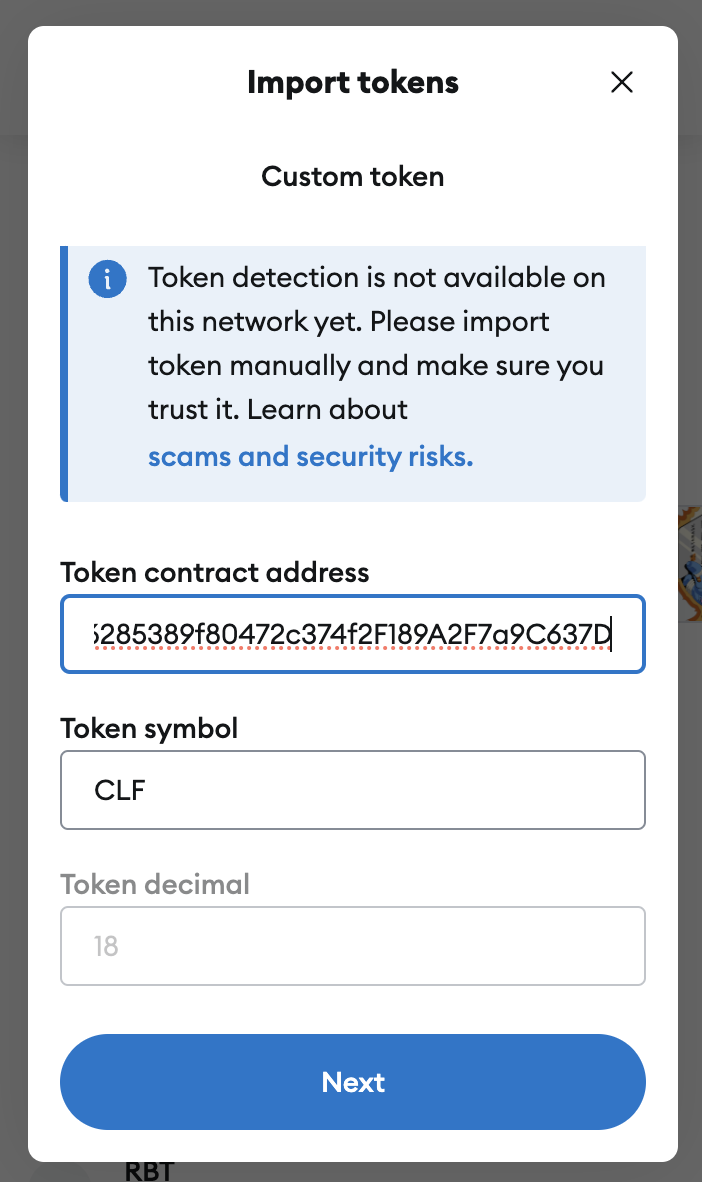 Import tokens
Custom token
Token detection is not available on
this network yet. Please import
token manually and make sure you
trust it. Learn about
scams and security risks.
Token contract address
5285389f80472c374f2F189A2F7a9C637D
Token symbol
CLF
Token decimal
18
Next
RBT